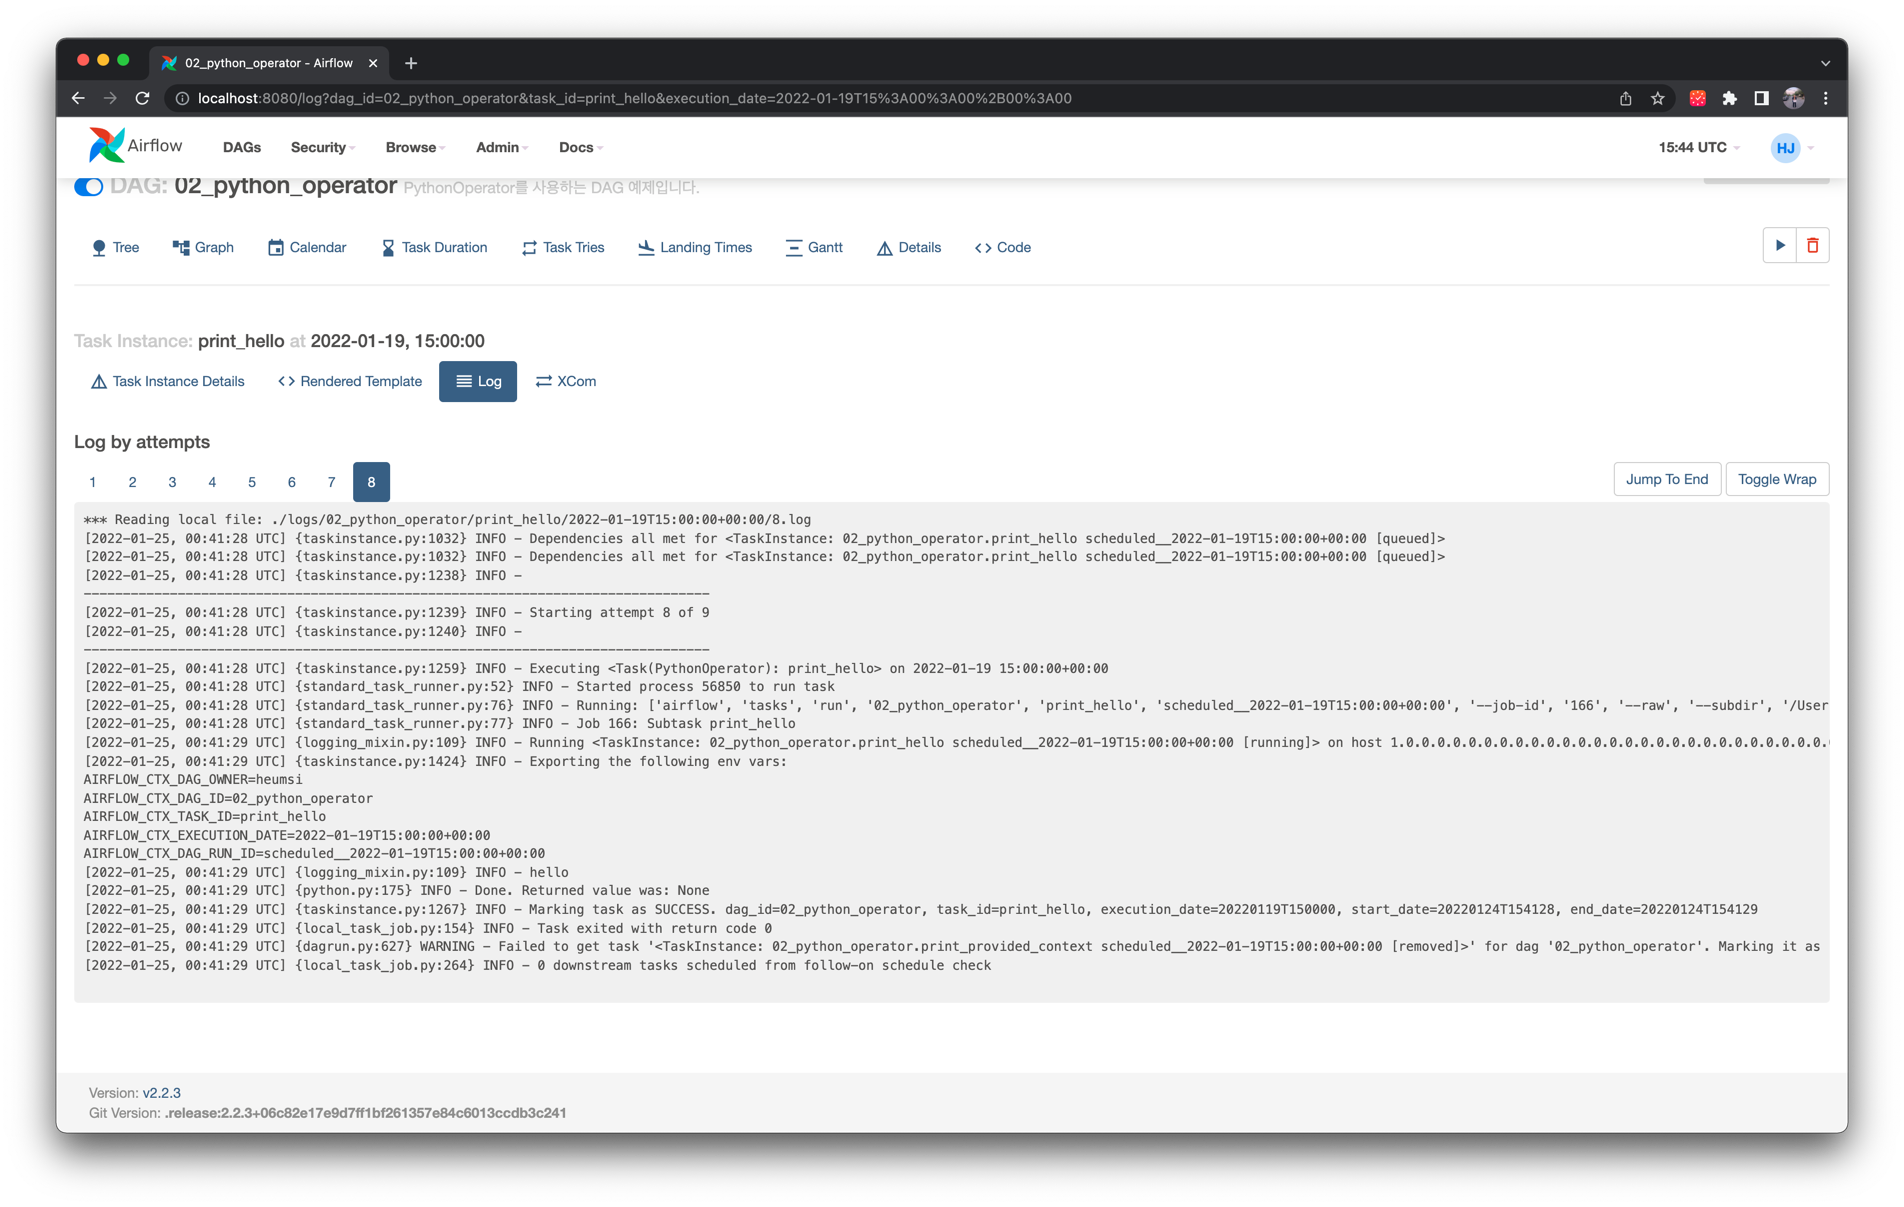 02_python_operator - Airflow
localhost:8080/log?dag_id=02_python_operator&task_id=print_hello&execution_date=2022-01-19T15%3A00%3A00%2B00%3A00
Airflow DAGs Security Browse Admin Docs 15:44 UTC HJ
DAG: 02_python_operator PythonOperator를 사용하는 DAG 예제입니다.
Tree Graph Calendar Task Duration Task Tries Landing Times Gantt Details Code
Task Instance: print_hello at 2022-01-19, 15:00:00
Task Instance Details Rendered Template Log XCom
Log by attempts
1 2 3 4 5 6 7 8 Jump To End Toggle Wrap
*** Reading local file: ./logs/02_python_operator/print_hello/2022-01-19T15:00:00+00:00/8.log
[2022-01-25, 00:41:28 UTC] {taskinstance.py:1032} INFO - Dependencies all met for <TaskInstance: 02_python_operator.print_hello scheduled__2022-01-19T15:00:00+00:00 [queued]>
[2022-01-25, 00:41:28 UTC] {taskinstance.py:1032} INFO - Dependencies all met for <TaskInstance: 02_python_operator.print_hello scheduled__2022-01-19T15:00:00+00:00 [queued]>
[2022-01-25, 00:41:28 UTC] {taskinstance.py:1238} INFO -
--------------------------------------------------------------------------------
[2022-01-25, 00:41:28 UTC] {taskinstance.py:1239} INFO - Starting attempt 8 of 9
[2022-01-25, 00:41:28 UTC] {taskinstance.py:1240} INFO -
--------------------------------------------------------------------------------
[2022-01-25, 00:41:28 UTC] {taskinstance.py:1259} INFO - Executing <Task(PythonOperator): print_hello> on 2022-01-19 15:00:00+00:00
[2022-01-25, 00:41:28 UTC] {standard_task_runner.py:52} INFO - Started process 56850 to run task
[2022-01-25, 00:41:28 UTC] {standard_task_runner.py:76} INFO - Running: ['airflow', 'tasks', 'run', '02_python_operator', 'print_hello', 'scheduled__2022-01-19T15:00:00+00:00', '--job-id', '166', '--raw', '--subdir', '/User
[2022-01-25, 00:41:28 UTC] {standard_task_runner.py:77} INFO - Job 166: Subtask print_hello
[2022-01-25, 00:41:29 UTC] {logging_mixin.py:109} INFO - Running <TaskInstance: 02_python_operator.print_hello scheduled__2022-01-19T15:00:00+00:00 [running]> on host 1.0.0.0.0.0.0.0.0.0.0.0.0.0.0.0.0.0.0.0.0.0.0.0.0.0.0.0.
[2022-01-25, 00:41:29 UTC] {taskinstance.py:1424} INFO - Exporting the following env vars:
AIRFLOW_CTX_DAG_OWNER=heumsi
AIRFLOW_CTX_DAG_ID=02_python_operator
AIRFLOW_CTX_TASK_ID=print_hello
AIRFLOW_CTX_EXECUTION_DATE=2022-01-19T15:00:00+00:00
AIRFLOW_CTX_DAG_RUN_ID=scheduled__2022-01-19T15:00:00+00:00
[2022-01-25, 00:41:29 UTC] {logging_mixin.py:109} INFO - hello
[2022-01-25, 00:41:29 UTC] {python.py:175} INFO - Done. Returned value was: None
[2022-01-25, 00:41:29 UTC] {taskinstance.py:1267} INFO - Marking task as SUCCESS. dag_id=02_python_operator, task_id=print_hello, execution_date=20220119T150000, start_date=20220124T154128, end_date=20220124T154129
[2022-01-25, 00:41:29 UTC] {local_task_job.py:154} INFO - Task exited with return code 0
[2022-01-25, 00:41:29 UTC] {dagrun.py:627} WARNING - Failed to get task '<TaskInstance: 02_python_operator.print_provided_context scheduled__2022-01-19T15:00:00+00:00 [removed]>' for dag '02_python_operator'. Marking it as
[2022-01-25, 00:41:29 UTC] {local_task_job.py:264} INFO - 0 downstream tasks scheduled from follow-on schedule check
Version: v2.2.3
Git Version: .release:2.2.3+06c82e17e9d7ff1bf261357e84c6013ccdb3c241